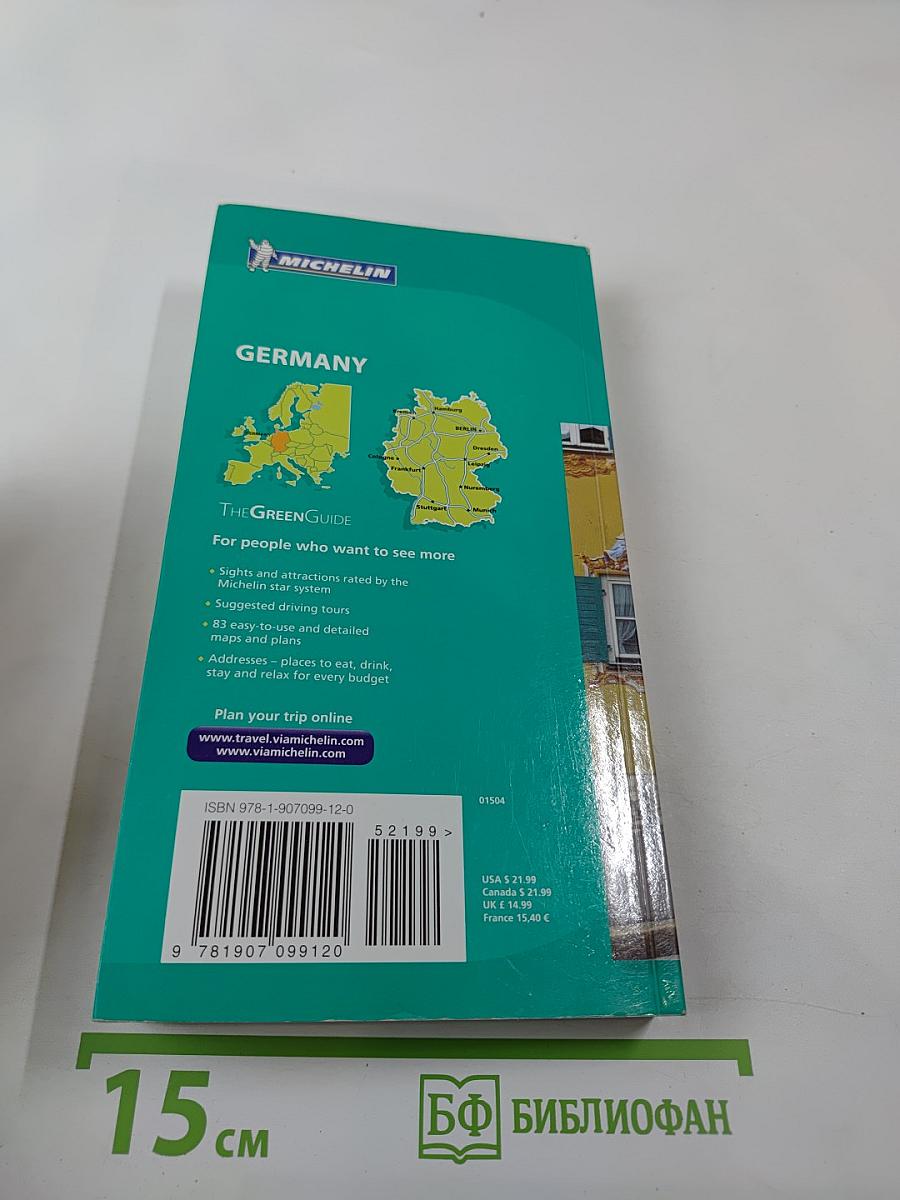 MICHELIN
GERMANY
Hamburg
BERLIN
Dresden
Cologne
Leipzig
Frankfurt
Nuremberg
Stuttgart
Munich
THEGREENGUIDE
For people who want to see more
• Sights and attractions rated by the
Michelin star system
• Suggested driving tours
• 83 easy-to-use and detailed
maps and plans
• Addresses – places to eat, drink,
stay and relax for every budget
Plan your trip online
www.travel.viamichelin.com
www.viamichelin.com
ISBN 978-1-907099-12-0
01504
52199 >
USA $ 21.99
Canada $ 21.99
UK £ 14.99
France 15,40 €
9 781907 099120
15 см
БФ БИБЛИОФАН